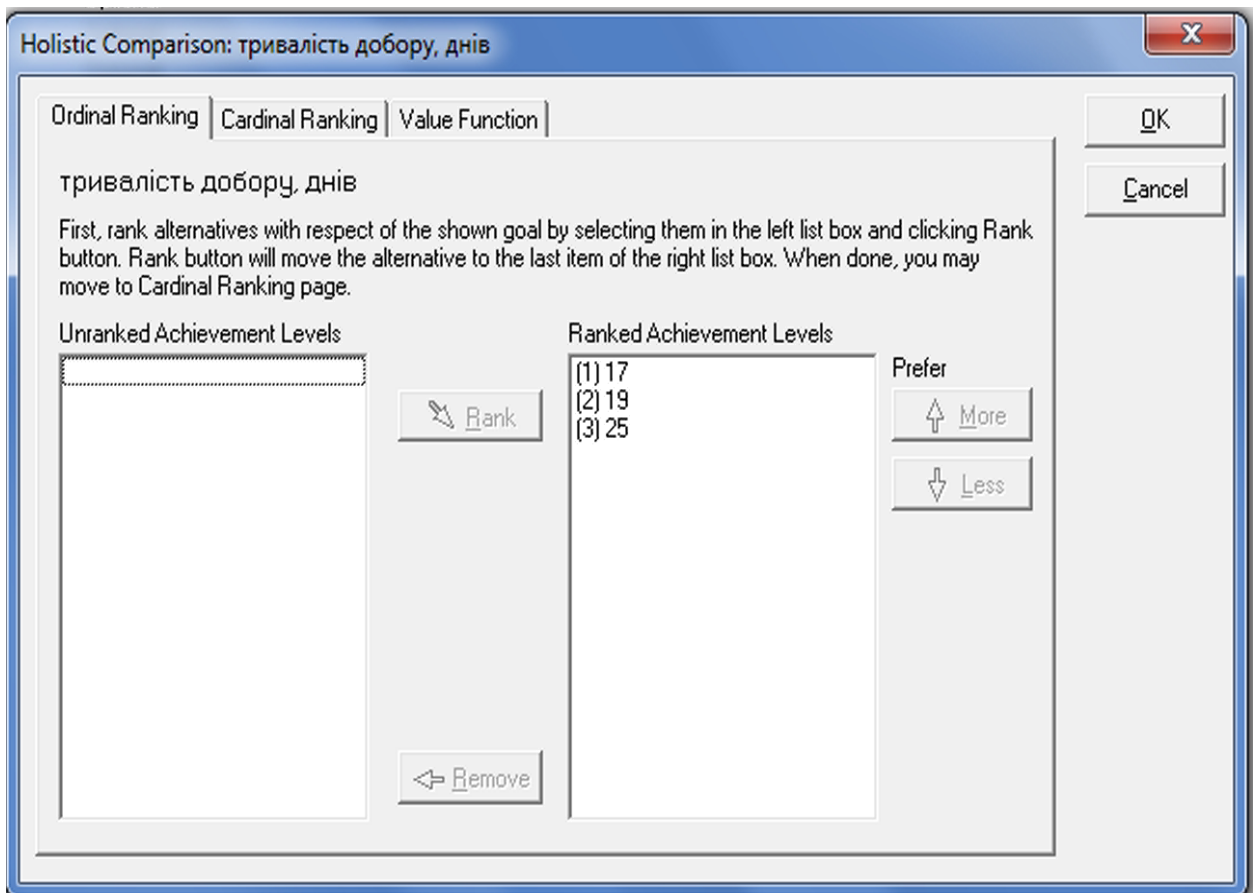 Holistic Comparison: тривалість добору, днів
Ordinal Ranking
Cardinal Ranking
Value Function
OK
Cancel
тривалість добору, днів
First, rank alternatives with respect of the shown goal by selecting them in the left list box and clicking Rank
button. Rank button will move the alternative to the last item of the right list box. When done, you may
move to Cardinal Ranking page.
Unranked Achievement Levels
Ranked Achievement Levels
(1) 17
(2) 19
(3) 25
Prefer
Rank
More
Less
Remove